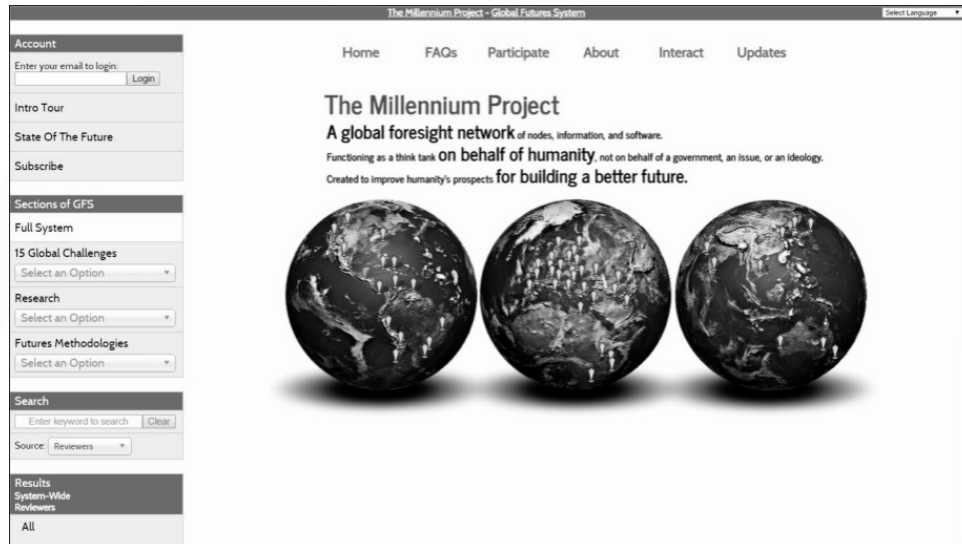 The Millennium Project - Global Futures System
Select Language
Account
Enter your email to login:
Login
Intro Tour
State Of The Future
Subscribe
Sections of GFS
Full System
15 Global Challenges
Select an Option
Research
Select an Option
Futures Methodologies
Select an Option
Search
Enter keyword to search
Clear
Source: Reviewers
Results
System-Wide
Reviewers
All
Home FAQs Participate About Interact Updates
The Millennium Project
A global foresight network of nodes, information, and software.
Functioning as a think tank on behalf of humanity, not on behalf of a government, an issue, or an ideology.
Created to improve humanity's prospects for building a better future.